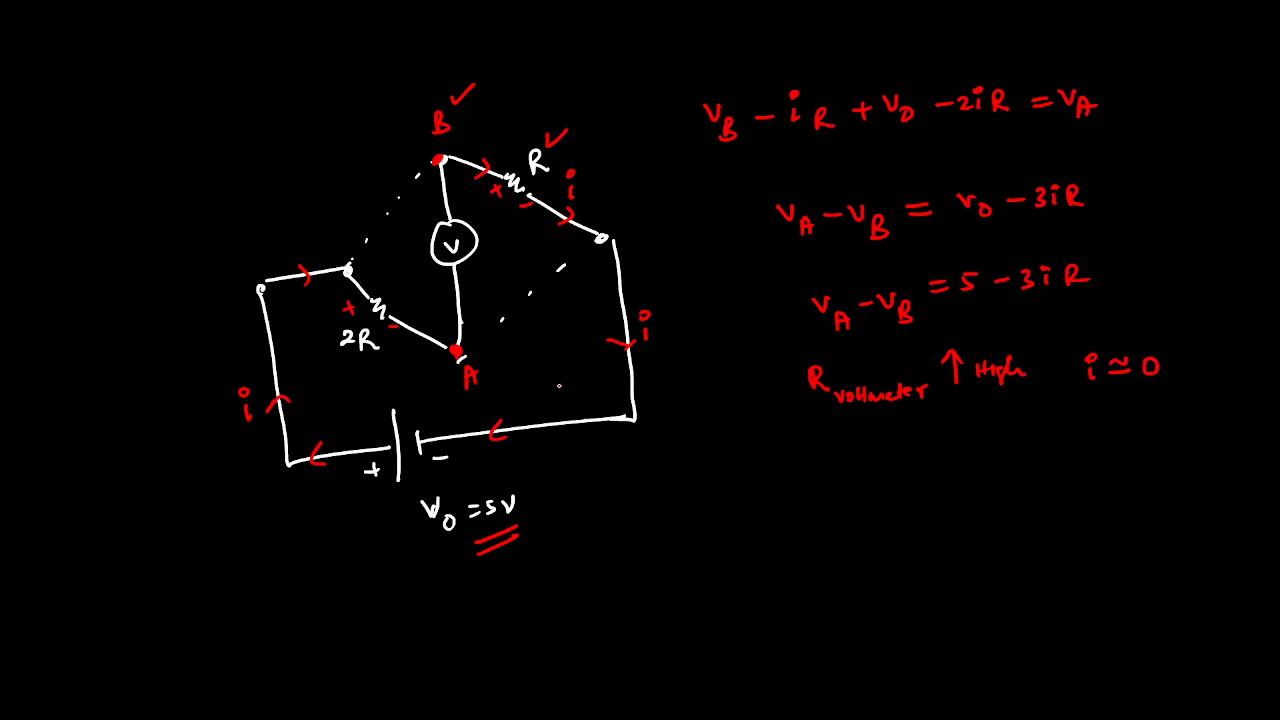 B
R
i
+
-
V
+
-
2R
A
i
i
+
-
V₀ = 5V
V_B - iR + V₀ - 2iR = V_A
V_A - V_B = V₀ - 3iR
V_A - V_B = 5 - 3iR
R_voltmeter ↑ High i ≃ 0